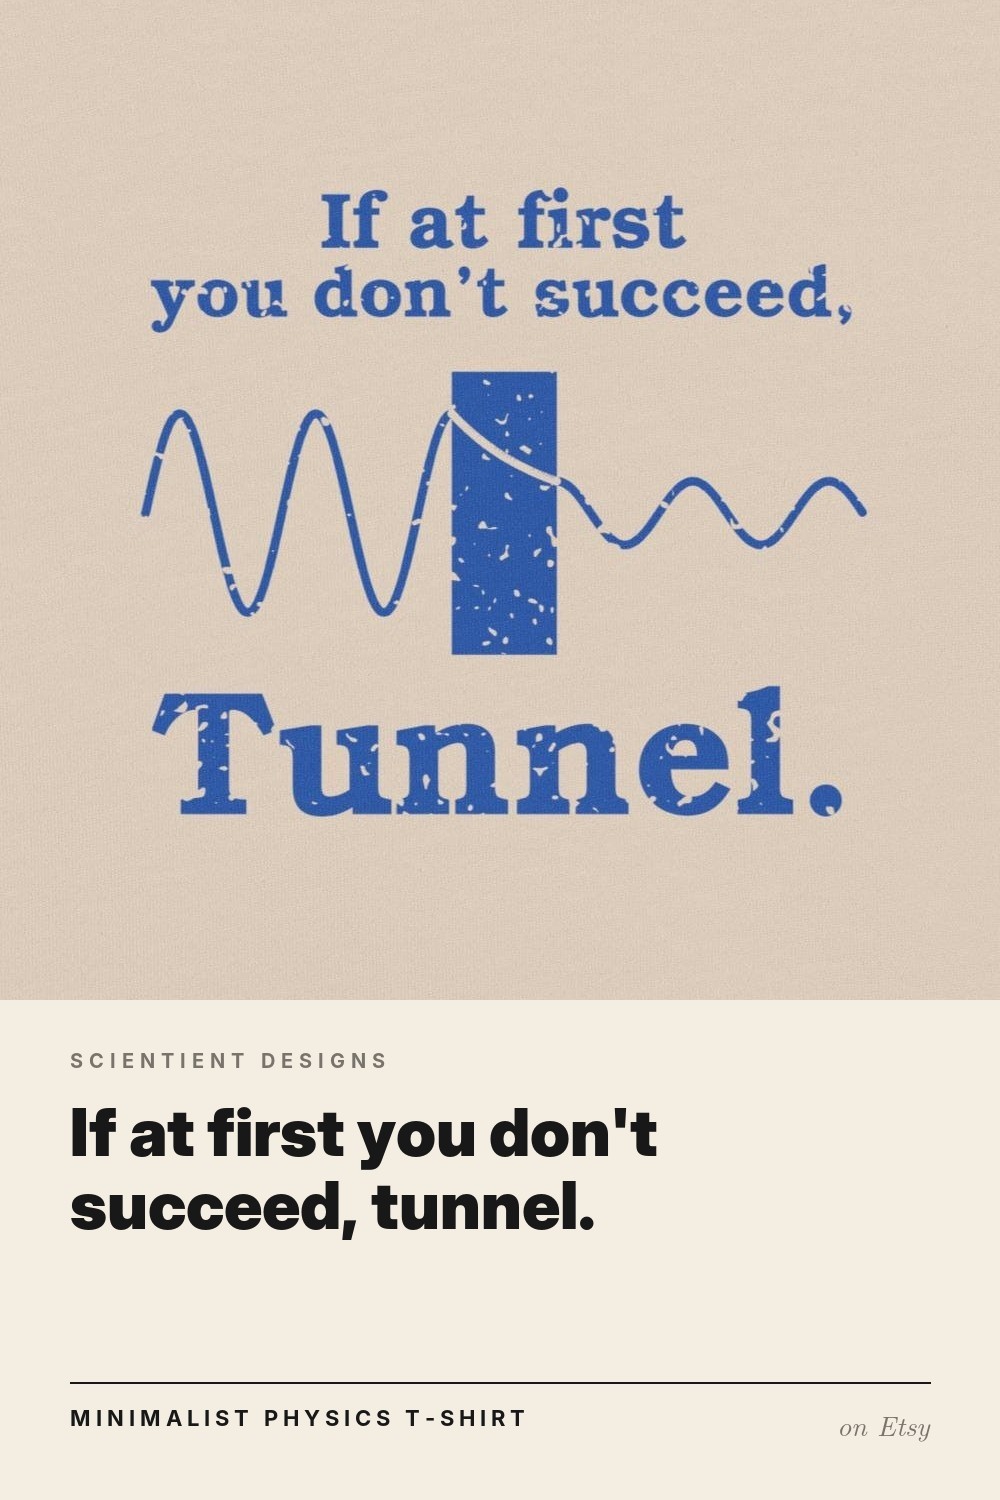 If at first
you don’t succeed,
Tunnel.
SCIENTIENT DESIGNS
If at first you don't
succeed, tunnel.
MINIMALIST PHYSICS T-SHIRT
on Etsy